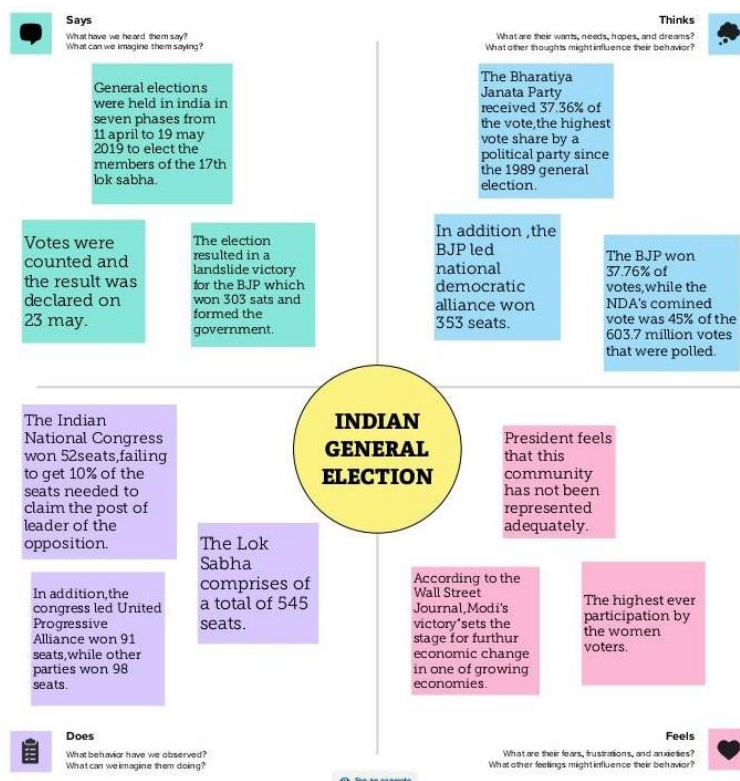 Says
What have we heard them say?
What can we imagine them saying?
General elections
were held in india in
seven phases from
11 april to 19 may
2019 to elect the
members of the 17th
lok sabha.
Votes were
counted and
the result was
declared on
23 may.
The election
resulted in a
landslide victory
for the BJP which
won 303 sats and
formed the
government.
Thinks
What are their wants, needs, hopes, and dreams?
What other thoughts might influence their behavior?
The Bharatiya
Janata Party
received 37.36% of
the vote,the highest
vote share by a
political party since
the 1989 general
election.
In addition ,the
BJP led
national
democratic
alliance won
353 seats.
The BJP won
37.76% of
votes,while the
NDA's comined
vote was 45% of the
603.7 million votes
that were polled.
INDIAN
GENERAL
ELECTION
The Indian
National Congress
won 52seats,failing
to get 10% of the
seats needed to
claim the post of
leader of the
opposition.
The Lok
Sabha
comprises of
a total of 545
seats.
In addition,the
congress led United
Progressive
Alliance won 91
seats,while other
parties won 98
seats.
President feels
that this
community
has not been
represented
adequately.
According to the
Wall Street
Journal,Modi's
victory"sets the
stage for furthur
economic change
in one of growing
economies.
The highest ever
participation by
the women
voters.
Does
What behavior have we observed?
What can we imagine them doing?
Feels
What are their fears, frustrations, and anxieties?
What other feelings might influence their behavior?
See an example